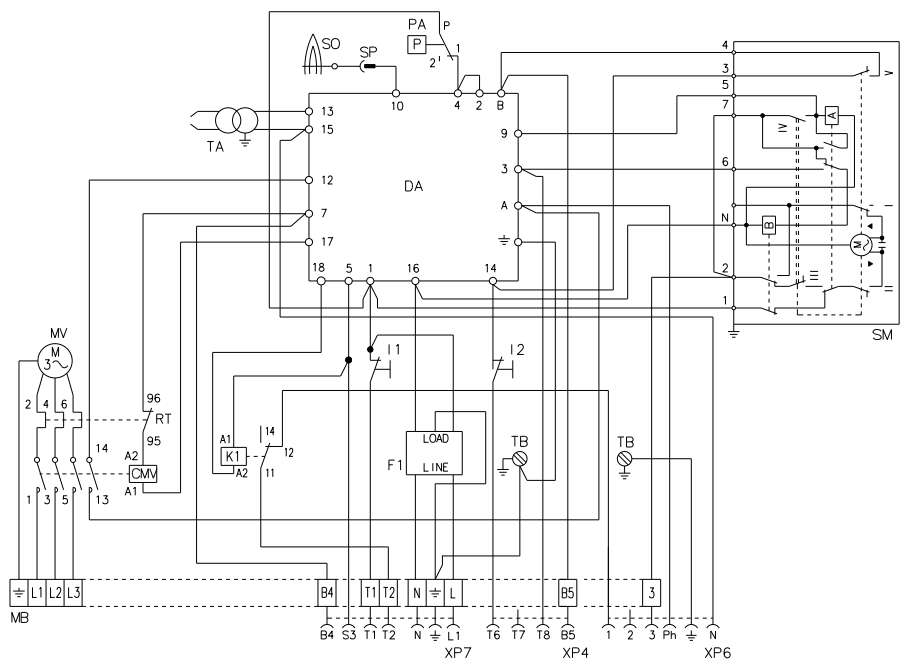 PA P
SO
SP
P
1
2'
4
3
5
7
6
N
2
1
V
IV
A
I
B
M
III
II
SM
10 4 2 B
13
15
TA
12
7
17
DA
9
3
A
18 5 1 16 14
MV
M
3
2 4 6
96
RT
95
14
A2
CMV
A1
1 3 5 13
I1
I2
A1
K1
A2
14
12
11
LOAD
F1 LINE
TB
TB
L1 L2 L3
B4
T1 T2
N L
B5
3
MB
B4 S3 T1 T2 N L1 T6 T7 T8 B5 1 2 3 Ph N
XP7 XP4 XP6